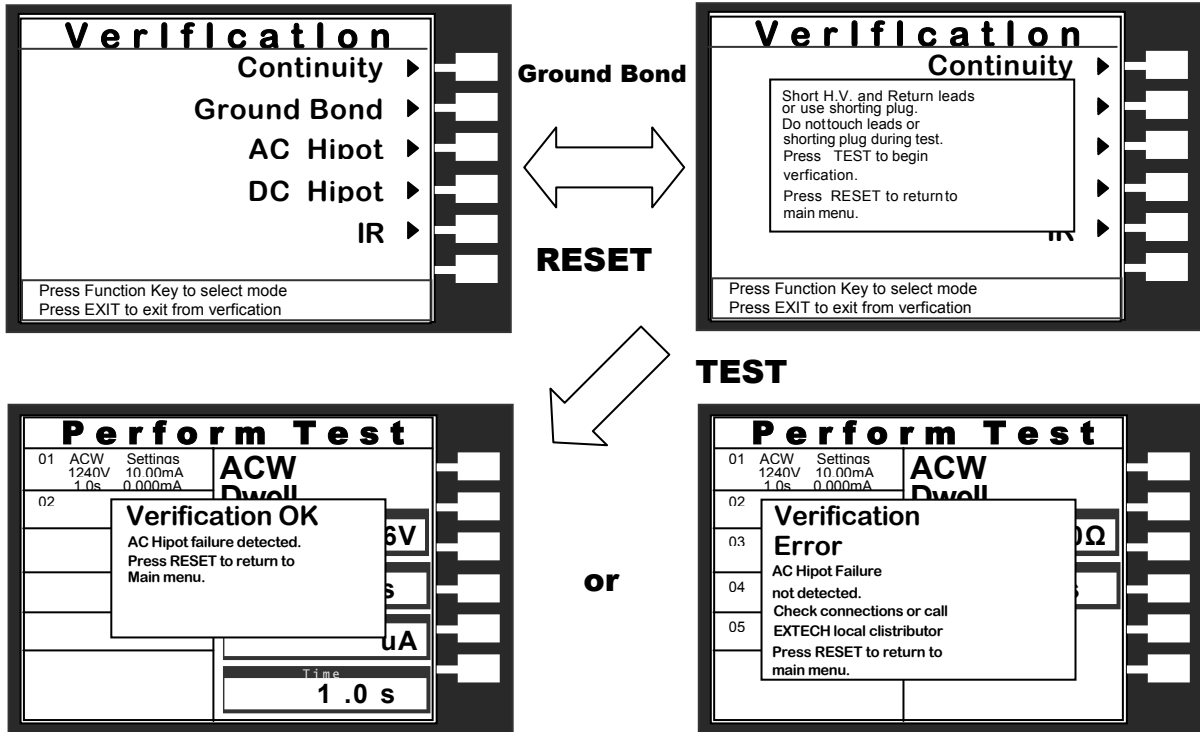 Verification
Continuity
Ground Bond
AC Hipot
DC Hipot
IR
Press Function Key to select mode
Press EXIT to exit from verfication
Ground Bond
RESET
Verification
Continuity
Short H.V. and Return leads
or use shorting plug.
Do nottouch leads or
shorting plug during test.
Press TEST to begin
verfication.
Press RESET to returnto
main menu.
IR
Press Function Key to select mode
Press EXIT to exit from verfication
TEST
Perform Test
01 ACW Settings
1240V 10.00mA
1.0s 0.000mA
02
ACW
Dwell
Verification OK
AC Hipot failure detected.
Press RESET to return to
Main menu.
6V
s
uA
Time
1 .0 s
or
Perform Test
01 ACW Settings
1240V 10.00mA
1.0s 0.000mA
02
03
04
05
ACW
Dwell
Verification
Error
AC Hipot Failure
not detected.
Check connections or call
EXTECH local clistributor
Press RESET to return to
main menu.
0Ω
s